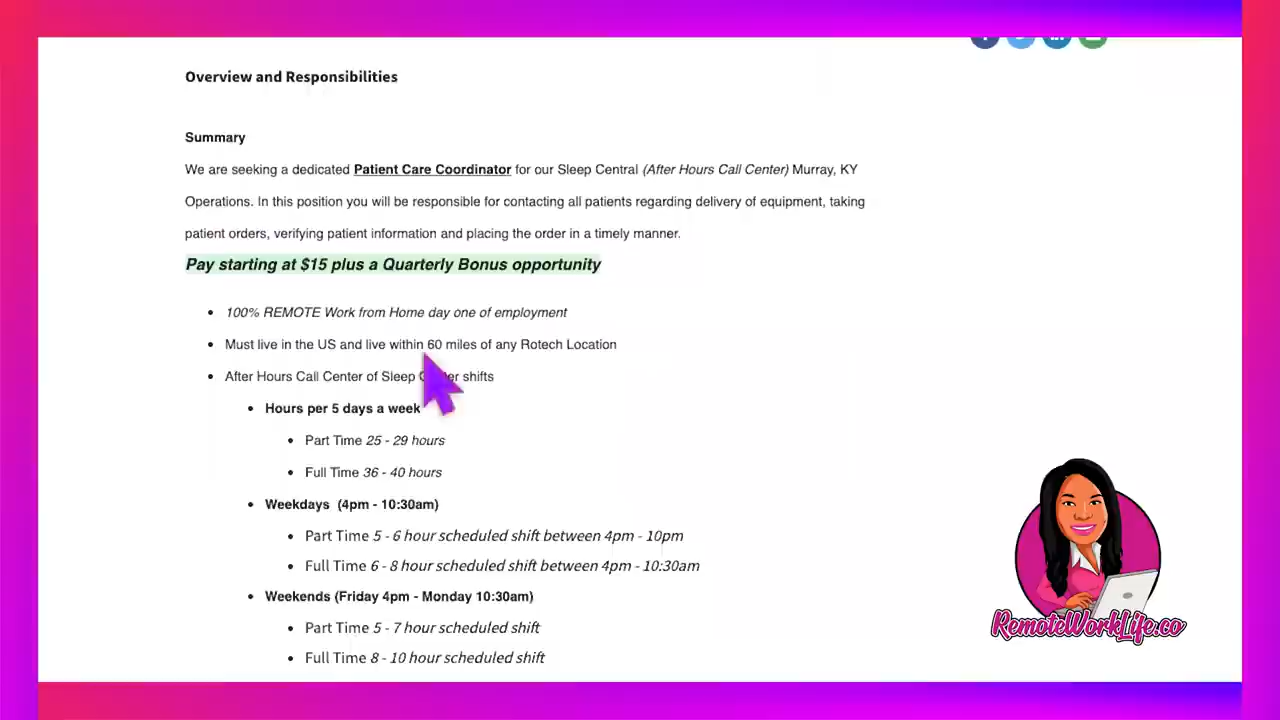 Overview and Responsibilities
Summary
We are seeking a dedicated Patient Care Coordinator for our Sleep Central (After Hours Call Center) Murray, KY
Operations. In this position you will be responsible for contacting all patients regarding delivery of equipment, taking
patient orders, verifying patient information and placing the order in a timely manner.
Pay starting at $15 plus a Quarterly Bonus opportunity
100% REMOTE Work from Home day one of employment
Must live in the US and live within 60 miles of any Rotech Location
After Hours Call Center of Sleep shifts
Hours per 5 days a week
Part Time 25 - 29 hours
Full Time 36 - 40 hours
Weekdays (4pm - 10:30am)
Part Time 5 - 6 hour scheduled shift between 4pm - 10pm
Full Time 6 - 8 hour scheduled shift between 4pm - 10:30am
Weekends (Friday 4pm - Monday 10:30am)
Part Time 5 - 7 hour scheduled shift
Full Time 8 - 10 hour scheduled shift
RemoteWorkLife.co